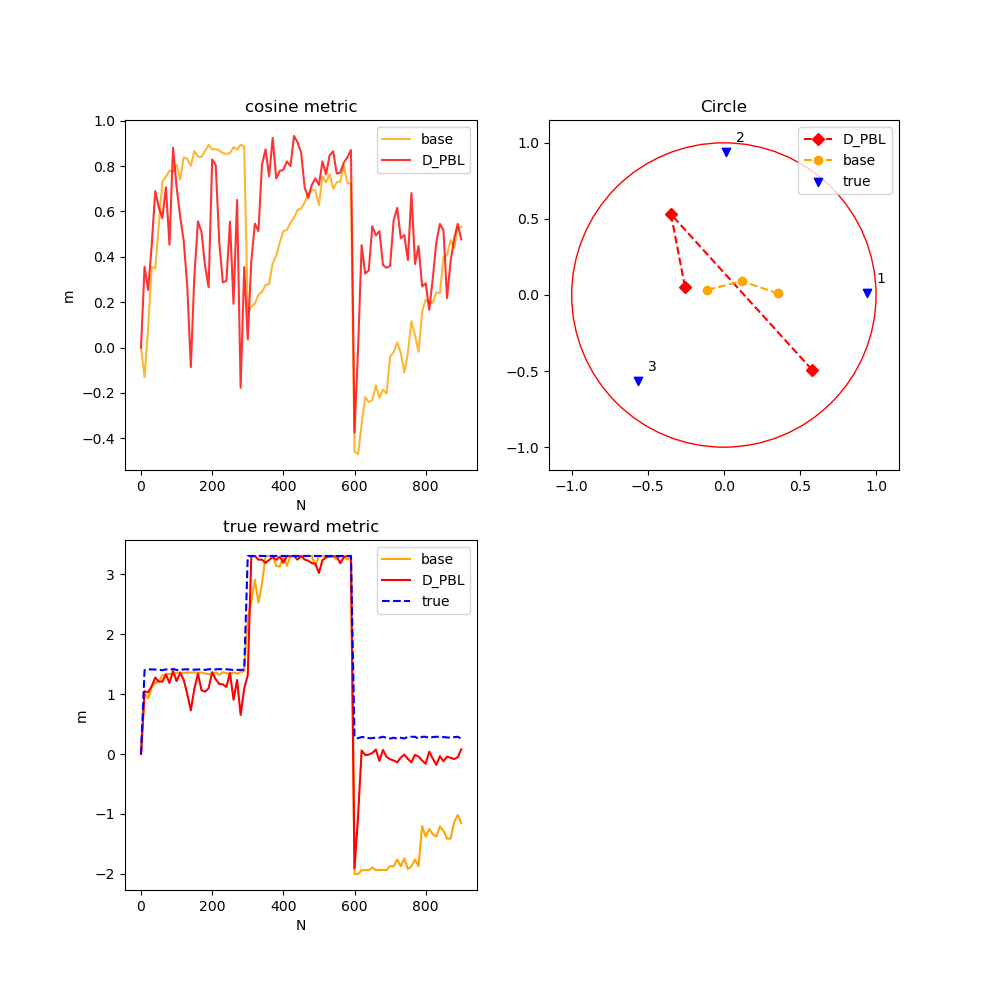 cosine metric
1.0
0.8
0.6
0.4
0.2
0.0
−0.2
−0.4
m
0 200 400 600 800
N
base
D_PBL
Circle
1.0
0.5
0.0
−0.5
−1.0
−1.0 −0.5 0.0 0.5 1.0
2
1
3
D_PBL
base
true
true reward metric
3
2
1
0
−1
−2
m
0 200 400 600 800
N
base
D_PBL
true